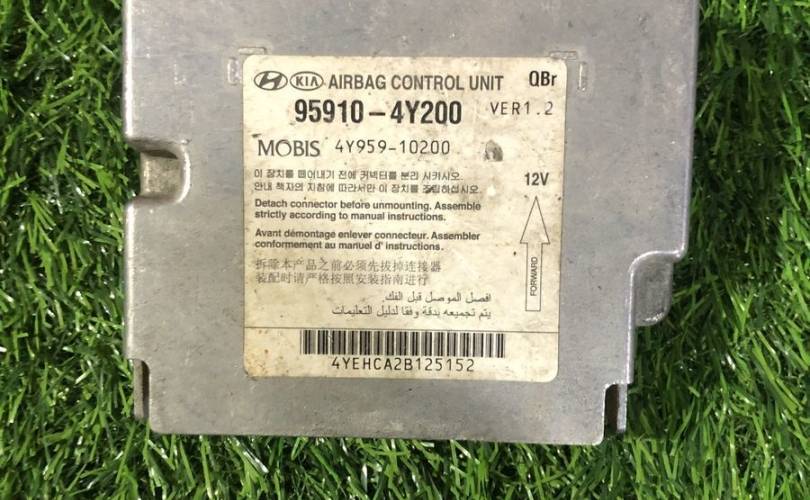 HYUNDAI KIA AIRBAG CONTROL UNIT QBr
95910-4Y200 VER1.2
MOBIS 4Y959-10200
이 장치를 떼어내기 전에 커넥터를 분리 시키시오.
안내 책자의 지침에 따라서만 이 장치를 조립하십시오.
12V
Detach connector before unmounting. Assemble
strictly according to manual instructions.
Avant démontage enlever connecteur. Assembler
conformement au manuel d' instructions.
FORWARD
拆除本产品之前必须先拔掉连接器
装配时请严格按照安装指南进行
افصل الموصل قبل الفك.
يتم تجميعه بدقة وفقا لدليل التعليمات
4YEHCA2B125152